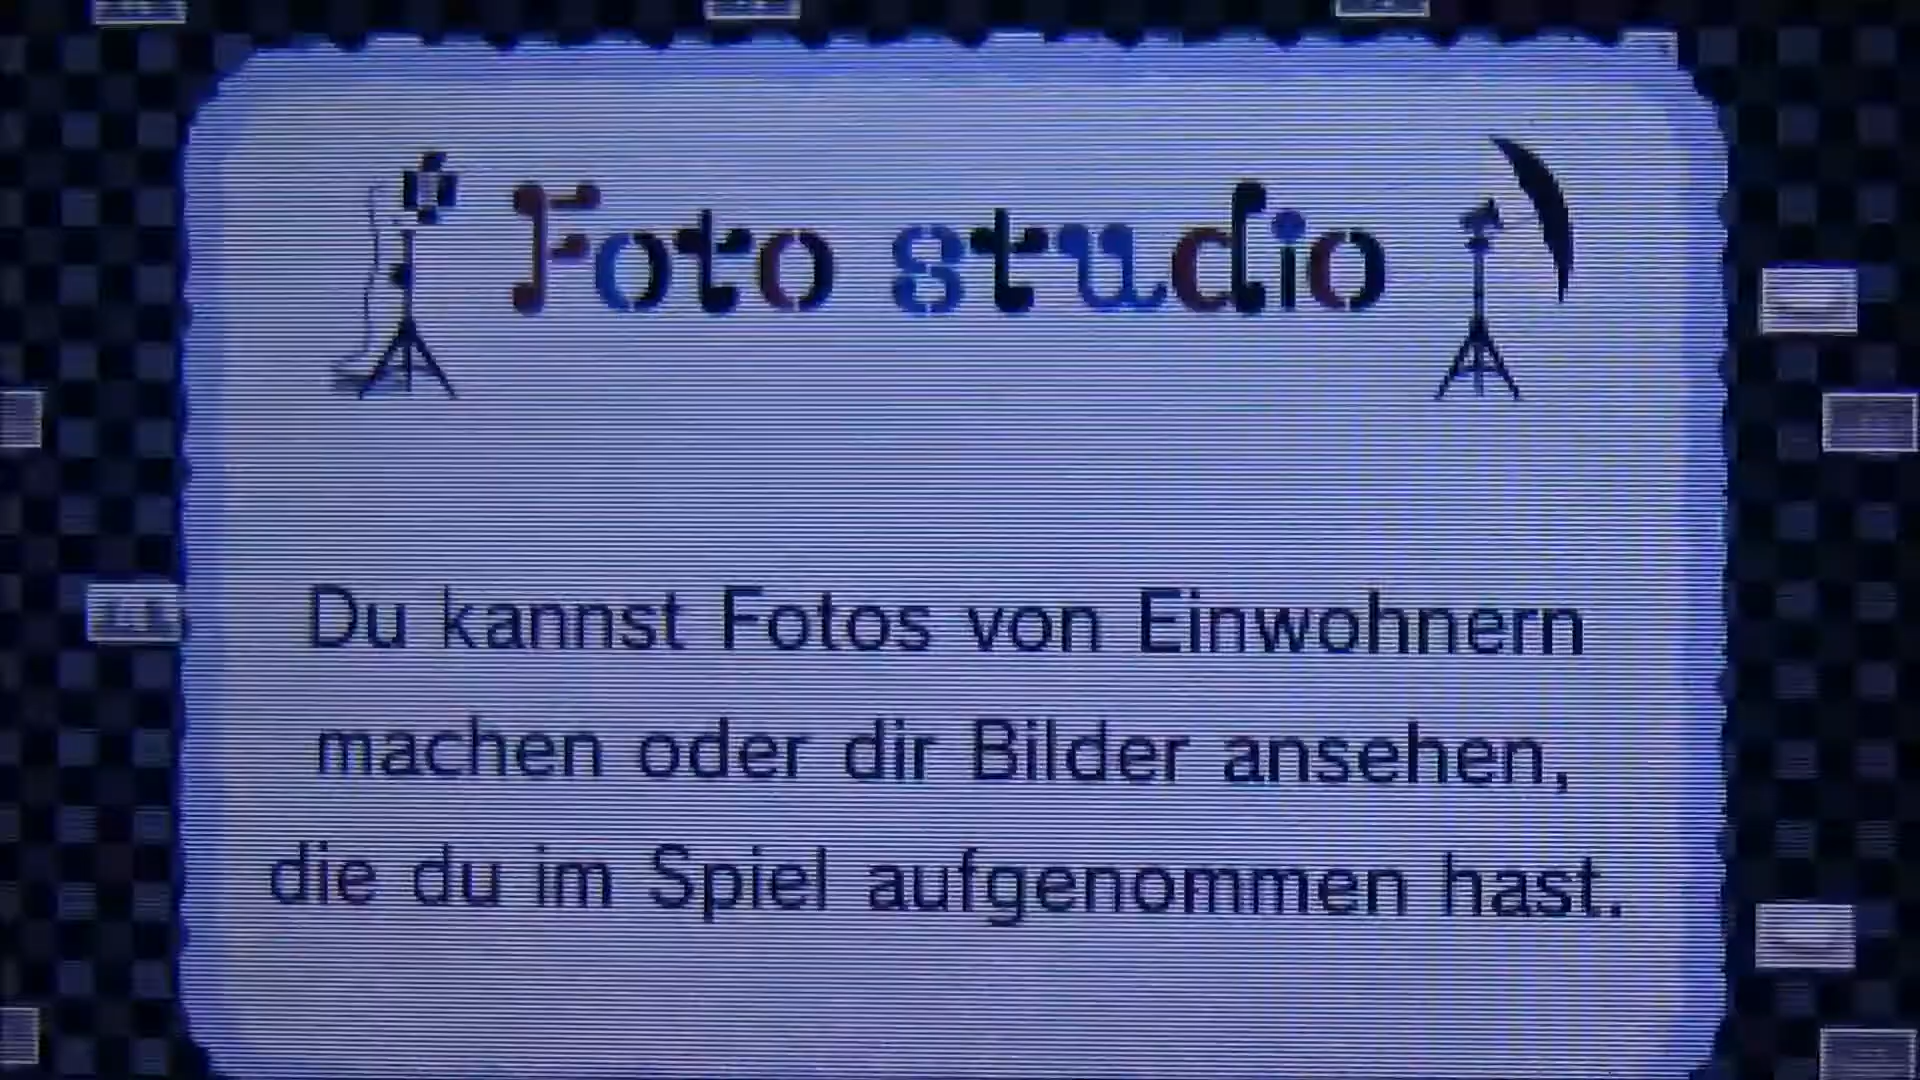 Foto studio
Du kannst Fotos von Einwohnern
machen oder dir Bilder ansehen,
die du im Spiel aufgenommen hast.